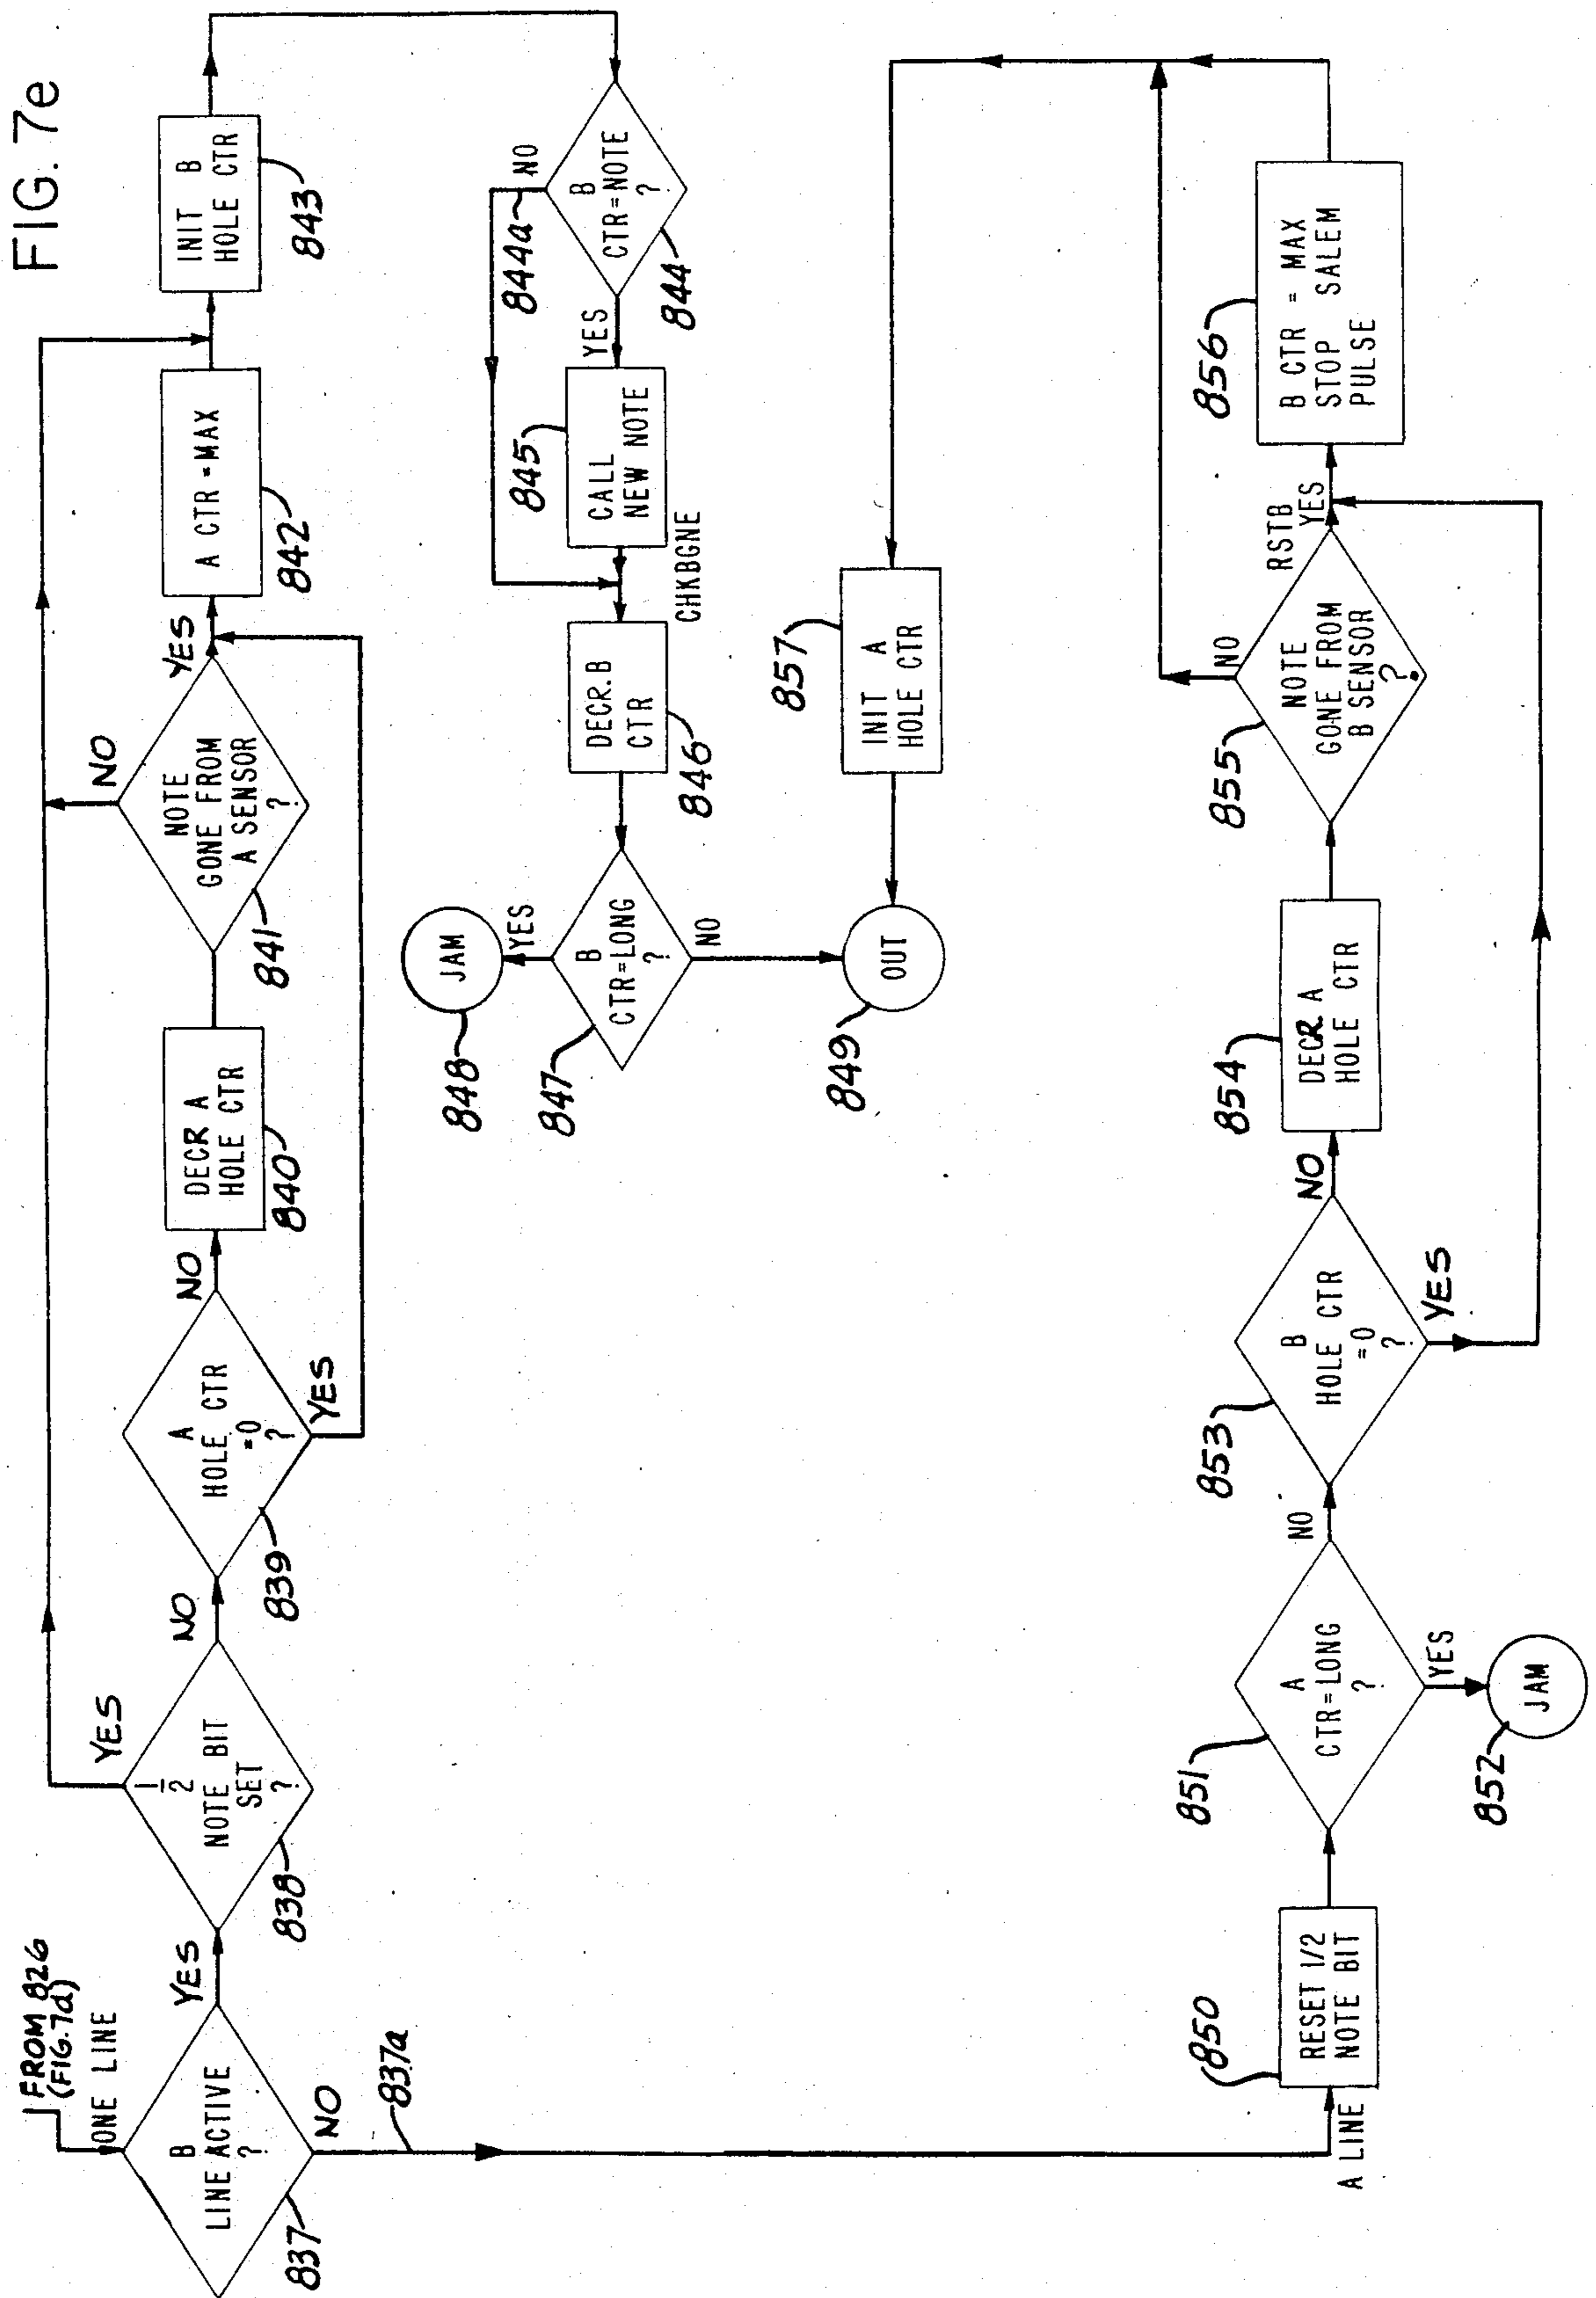 FIG. 7e
FROM 826
(FIG.7d)
ONE LINE
B
LINE ACTIVE
?
837
YES
NO
837a
1/2
NOTE BIT
SET
?
838
YES
NO
A
HOLE CTR
=0
?
839
YES
NO
DECR A
HOLE CTR
840
NOTE
GONE FROM
A SENSOR
?
841
NO
YES
A CTR = MAX
842
INIT B
HOLE CTR
843
B
CTR=NOTE
?
844
NO
844a
YES
CALL
NEW NOTE
845
CHKBGNE
DECR. B
CTR
846
B
CTR=LONG
?
847
YES
JAM
848
NO
OUT
849
A LINE
RESET 1/2
NOTE BIT
850
A
CTR=LONG
?
851
YES
JAM
852
NO
B
HOLE CTR
=0
?
853
YES
NO
DECR A
HOLE CTR
854
NOTE
GONE FROM
B SENSOR
?
855
NO
RSTB
YES
B CTR = MAX
STOP SALEM
PULSE
856
INIT A
HOLE CTR
857